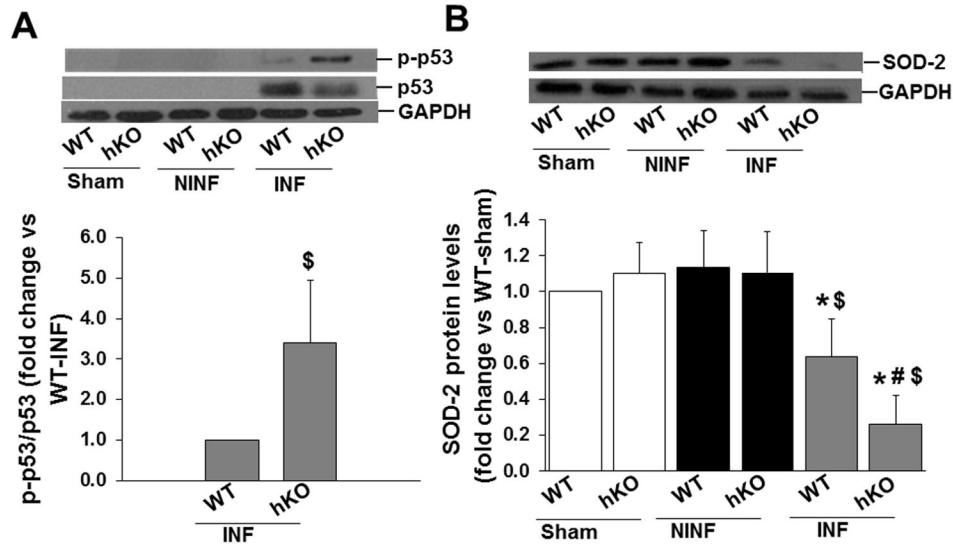 A
p-p53
p53
GAPDH
WT hKO WT hKO WT hKO
Sham NINF INF
p-p53/p53 (fold change vs
WT-INF)
6.0
5.0
4.0
3.0
2.0
1.0
0.0
$
WT hKO
INF
B
SOD-2
GAPDH
WT hKO WT hKO WT hKO
Sham NINF INF
SOD-2 protein levels
(fold change vs WT-sham)
1.4
1.2
1.0
0.8
0.6
0.4
0.2
0.0
* $
* # $
WT hKO WT hKO WT hKO
Sham NINF INF